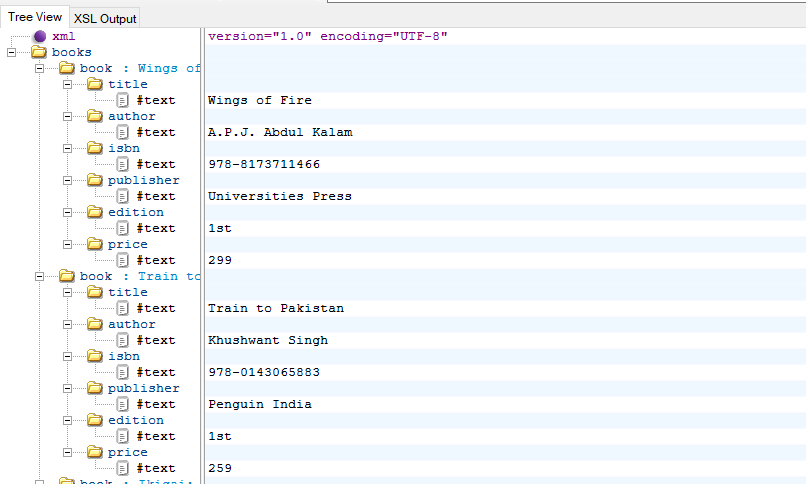 Tree View XSL Output
xml version="1.0" encoding="UTF-8"
books
book : Wings of
title
#text Wings of Fire
author
#text A.P.J. Abdul Kalam
isbn
#text 978-8173711466
publisher
#text Universities Press
edition
#text 1st
price
#text 299
book : Train to
title
#text Train to Pakistan
author
#text Khushwant Singh
isbn
#text 978-0143065883
publisher
#text Penguin India
edition
#text 1st
price
#text 259
book : Ikigai: